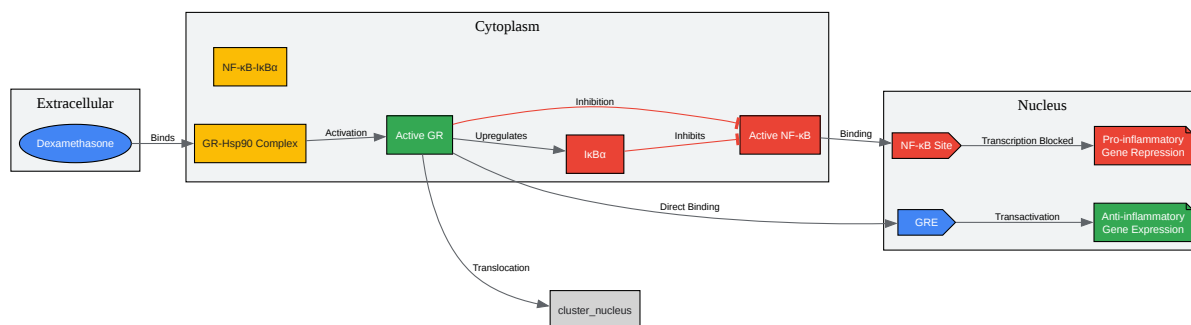 Cytoplasm
NF-κB-IκBα
Extracellular
Nucleus
Inhibition
Dexamethasone
Binds
GR-Hsp90 Complex
Activation
Active GR
Upregulates
IκBα
Inhibits
Active NF-κB
Binding
NF-κB Site
Transcription Blocked
Pro-inflammatory
Gene Repression
Direct Binding
GRE
Transactivation
Anti-inflammatory
Gene Expression
Translocation
cluster_nucleus